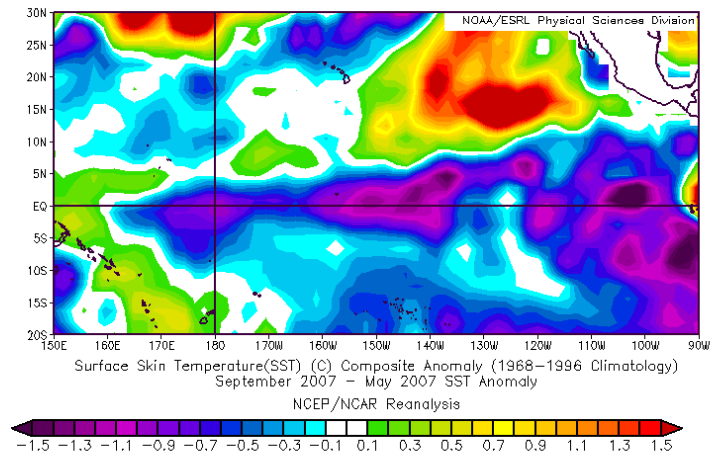 NOAA/ESRL Physical Sciences Division
30N
25N
20N
15N
10N
5N
EQ
5S
10S
15S
20S
150E 160E 170E 180 170W 160W 150W 140W 130W 120W 110W 100W 90W
Surface Skin Temperature(SST) (C) Composite Anomaly (1968-1996 Climatology)
September 2007 - May 2007 SST Anomaly
NCEP/NCAR Reanalysis
-1.5 -1.3 -1.1 -0.9 -0.7 -0.5 -0.3 -0.1 0.1 0.3 0.5 0.7 0.9 1.1 1.3 1.5